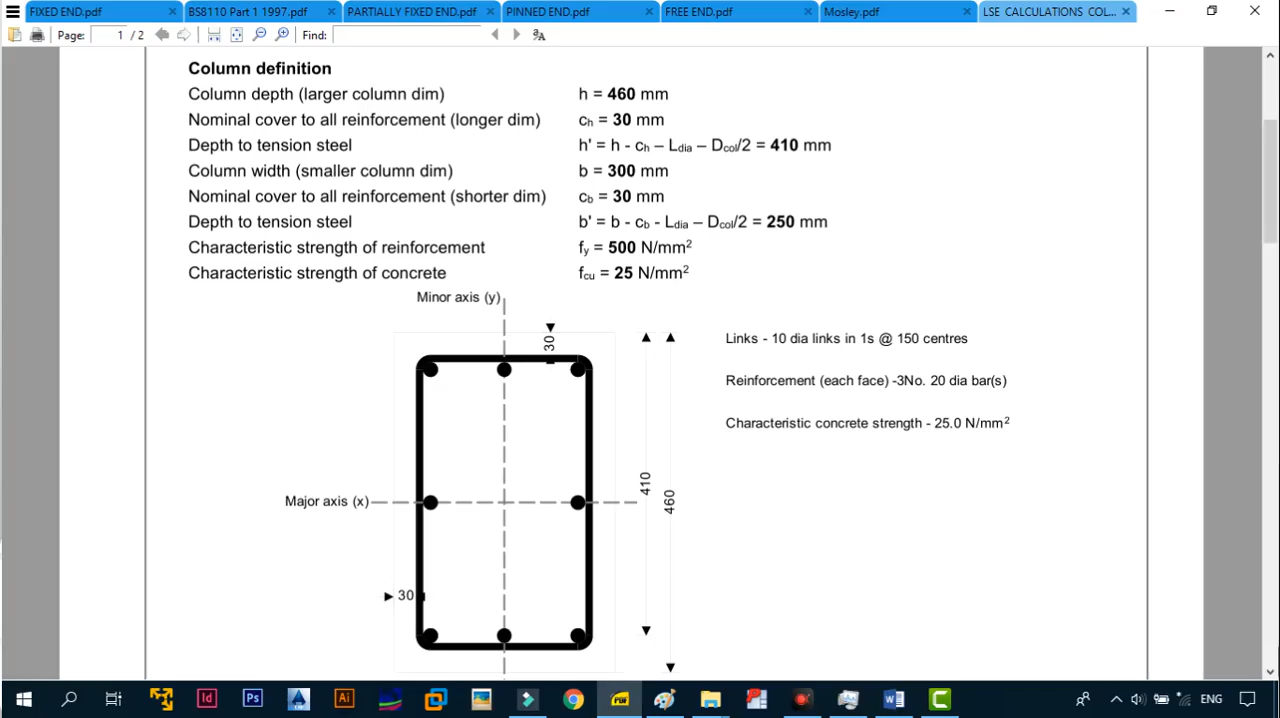 FIXED END.pdf
BS8110 Part 1 1997.pdf
PARTIALLY FIXED END.pdf
PINNED END.pdf
FREE END.pdf
Mosley.pdf
LSE CALCULATIONS COL...
Page: 1 / 2 Find:
Column definition
Column depth (larger column dim) h = 460 mm
Nominal cover to all reinforcement (longer dim) ch = 30 mm
Depth to tension steel h' = h - ch – Ldia – Dcol/2 = 410 mm
Column width (smaller column dim) b = 300 mm
Nominal cover to all reinforcement (shorter dim) cb = 30 mm
Depth to tension steel b' = b - cb - Ldia – Dcol/2 = 250 mm
Characteristic strength of reinforcement fy = 500 N/mm²
Characteristic strength of concrete fcu = 25 N/mm²
Minor axis (y)
30
Links - 10 dia links in 1s @ 150 centres
Reinforcement (each face) -3No. 20 dia bar(s)
Characteristic concrete strength - 25.0 N/mm²
Major axis (x)
410
460
30
Id
Ps
Ai
PDF
W
C
ENG